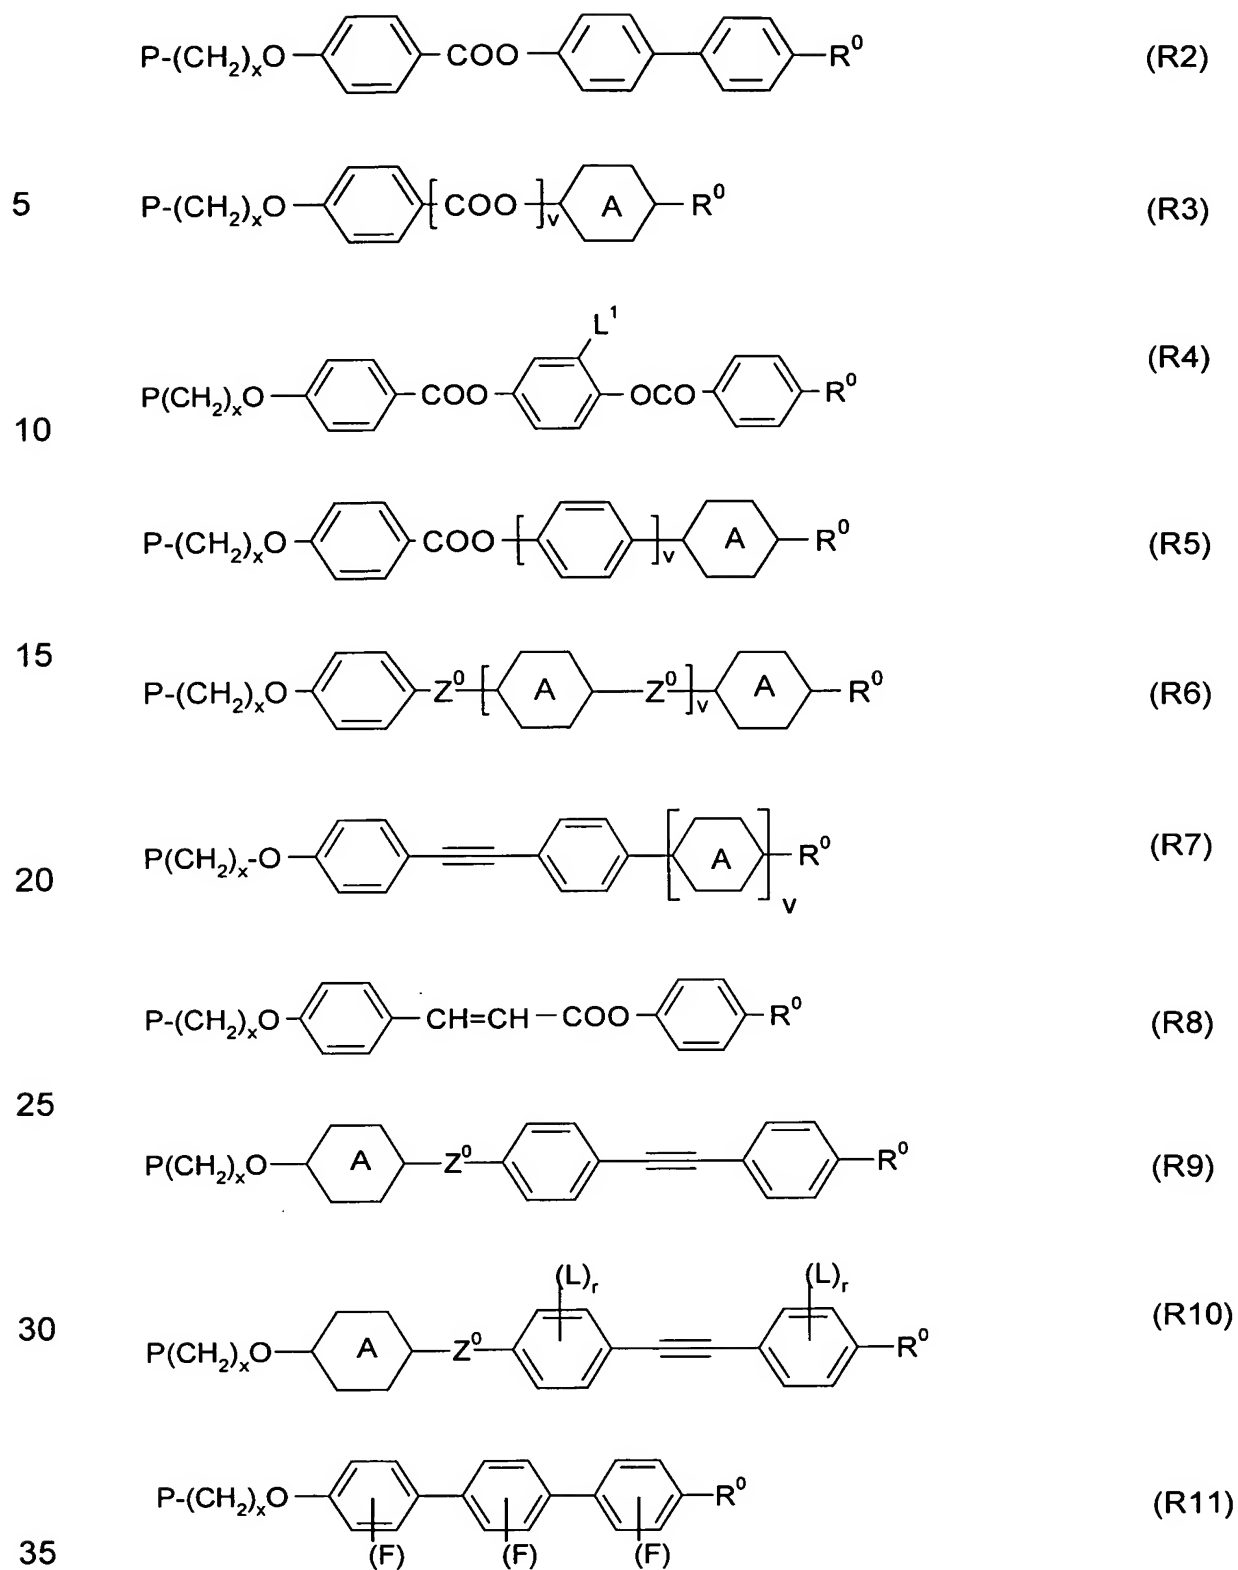 P-(CH₂)ₓO COO R⁰ (R2)
5 P-(CH₂)ₓO [ COO ]ᵥ A R⁰ (R3)
L¹
P(CH₂)ₓO COO OCO R⁰ (R4)
10
P-(CH₂)ₓO COO [ ]ᵥ A R⁰ (R5)
15
P-(CH₂)ₓO Z⁰ [ A Z⁰ ]ᵥ A R⁰ (R6)
P(CH₂)ₓ-O [ A ]ᵥ R⁰ (R7)
20
P-(CH₂)ₓO CH=CH COO R⁰ (R8)
25
P(CH₂)ₓO A Z⁰ R⁰ (R9)
(L)ᵣ (L)ᵣ
30 P(CH₂)ₓO A Z⁰ R⁰ (R10)
P-(CH₂)ₓO R⁰ (R11)
35 (F) (F) (F)